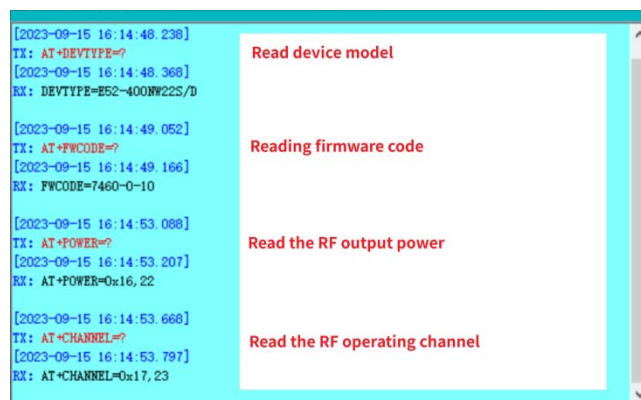 [2023-09-15 16:14:48.238]
TX: AT+DEVTYPE=? Read device model
[2023-09-15 16:14:48.368]
RX: DEVTYPE=E52-400NW22S/D
[2023-09-15 16:14:49.052]
TX: AT+FWCODE=? Reading firmware code
[2023-09-15 16:14:49.166]
RX: FWCODE=7460-0-10
[2023-09-15 16:14:53.088]
TX: AT+POWER=? Read the RF output power
[2023-09-15 16:14:53.207]
RX: AT+POWER=0x16,22
[2023-09-15 16:14:53.668]
TX: AT+CHANNEL=? Read the RF operating channel
[2023-09-15 16:14:53.797]
RX: AT+CHANNEL=0x17,23